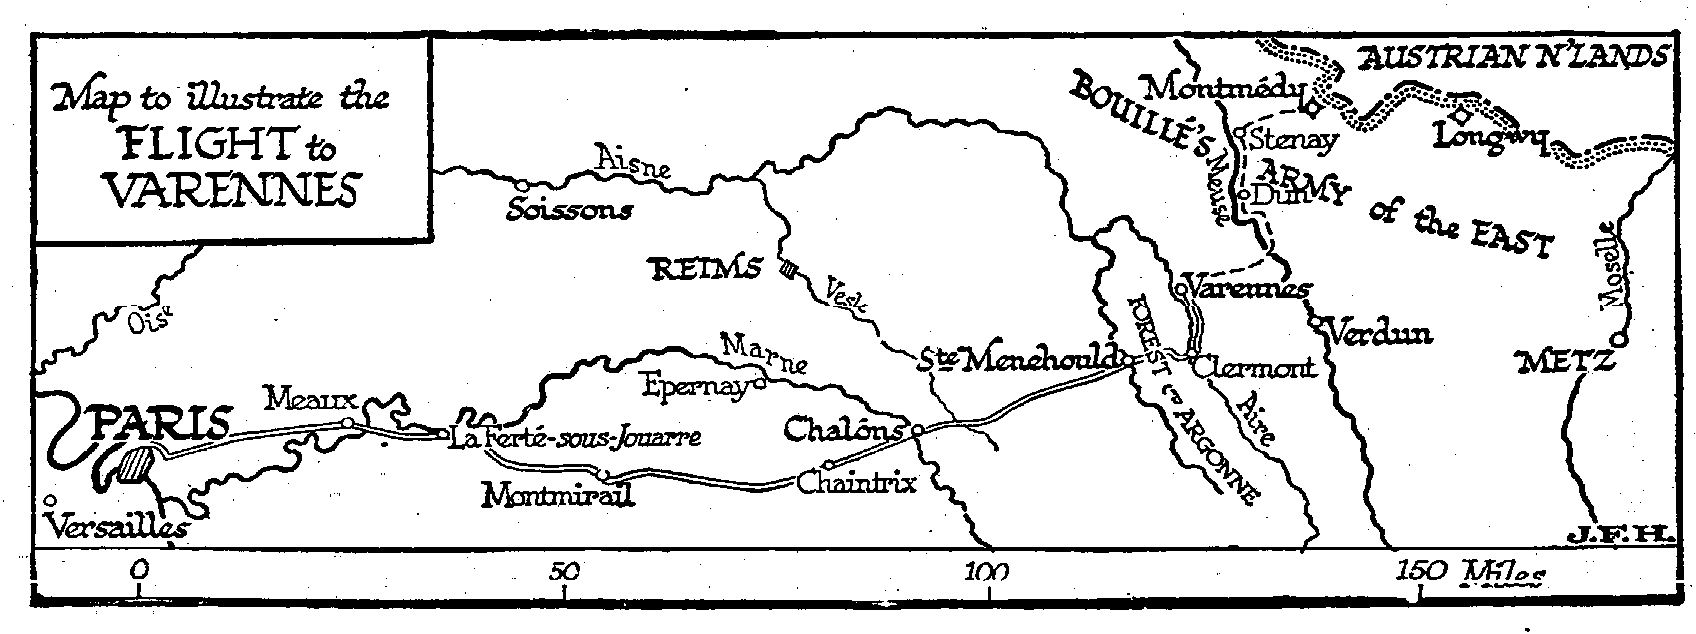 Map to illustrate the
FLIGHT to
VARENNES
AUSTRIAN N'LANDS
Montmédy
BOUILLÉ'S
Longwy
Stenay
Meuse
ARMY of the EAST
Dun
Aisne
Soissons
REIMS
Vesle
Moselle
Varennes
Oise
FOREST of ARGONNE
Verdun
Marne
Ste Menehould
METZ
Clermont
Epernay
Meaux
PARIS
Aire
Chalôns
La Ferté-sous-Jouarre
Chaintrix
Montmirail
Versailles
J.F.H.
0 50 100 150 Miles